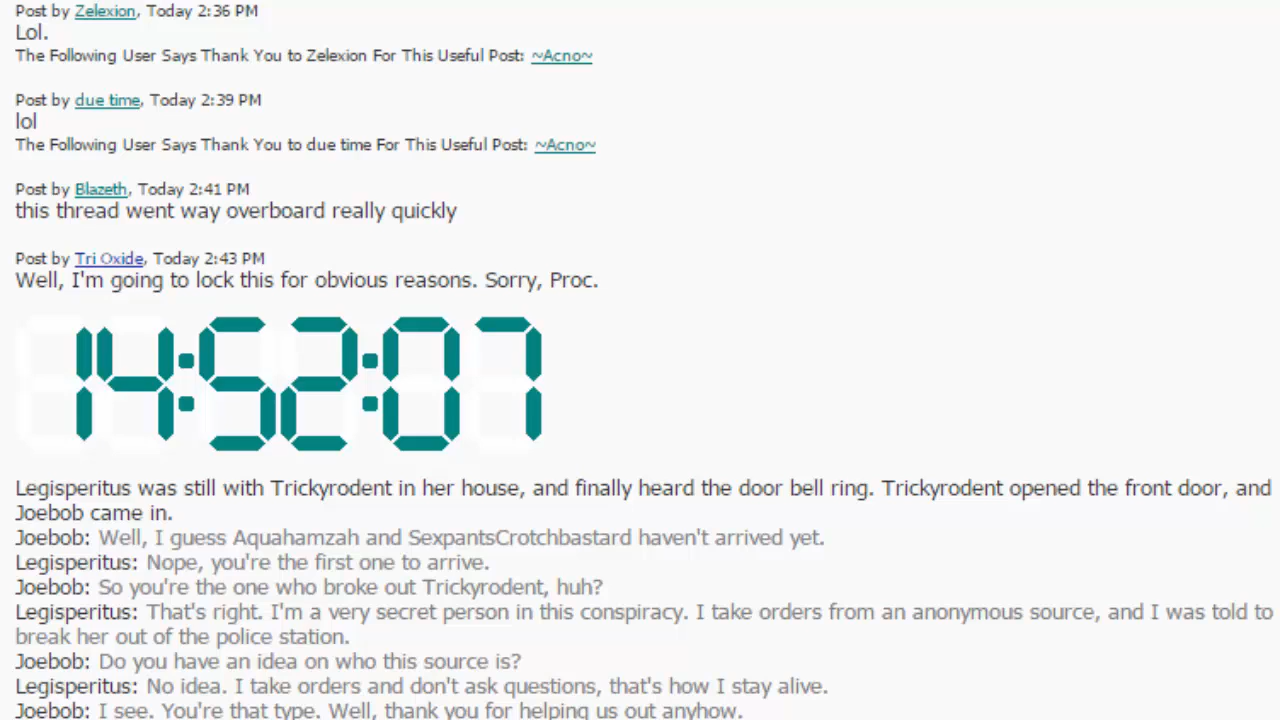 Post by Zelexion, Today 2:36 PM
Lol.
The Following User Says Thank You to Zelexion For This Useful Post: ~Acno~
Post by due time, Today 2:39 PM
lol
The Following User Says Thank You to due time For This Useful Post: ~Acno~
Post by Blazeth, Today 2:41 PM
this thread went way overboard really quickly
Post by Tri Oxide, Today 2:43 PM
Well, I'm going to lock this for obvious reasons. Sorry, Proc.
14:52:07
Legisperitus was still with Trickyrodent in her house, and finally heard the door bell ring. Trickyrodent opened the front door, and
Joebob came in.
Joebob: Well, I guess Aquahamzah and SexpantsCrotchbastard haven't arrived yet.
Legisperitus: Nope, you're the first one to arrive.
Joebob: So you're the one who broke out Trickyrodent, huh?
Legisperitus: That's right. I'm a very secret person in this conspiracy. I take orders from an anonymous source, and I was told to
break her out of the police station.
Joebob: Do you have an idea on who this source is?
Legisperitus: No idea. I take orders and don't ask questions, that's how I stay alive.
Joebob: I see. You're that type. Well, thank you for helping us out anyhow.